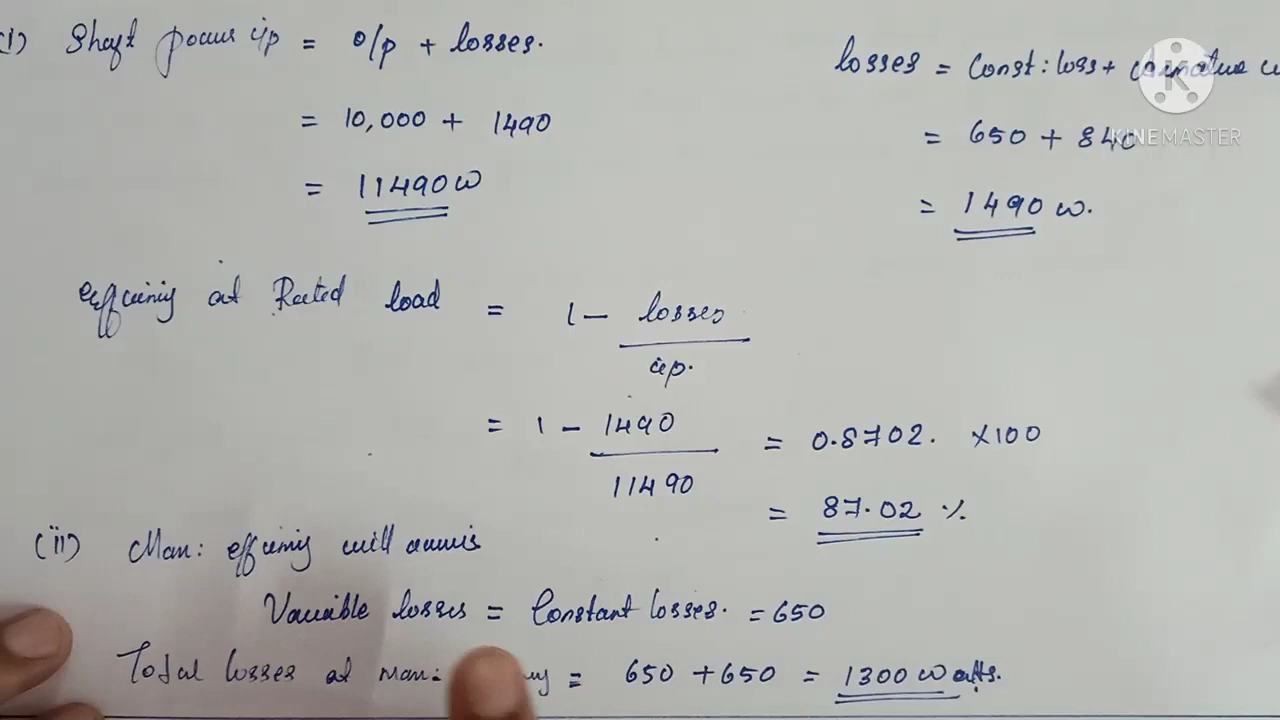 (i) Shaft power i/p = o/p + losses.
= 10,000 + 1490
= 11490 w
losses = Const: loss + armature cu
= 650 + 840
= 1490 w.
KINEMASTER
efficiency at Rated load = 1 - losses
i/p.
= 1 - 1490
11490
= 0.8702. ×100
= 87.02 %
(ii) Max: efficiency will occurs
Variable losses = Constant losses. = 650
Total losses at max: = 650 + 650 = 1300 watts.